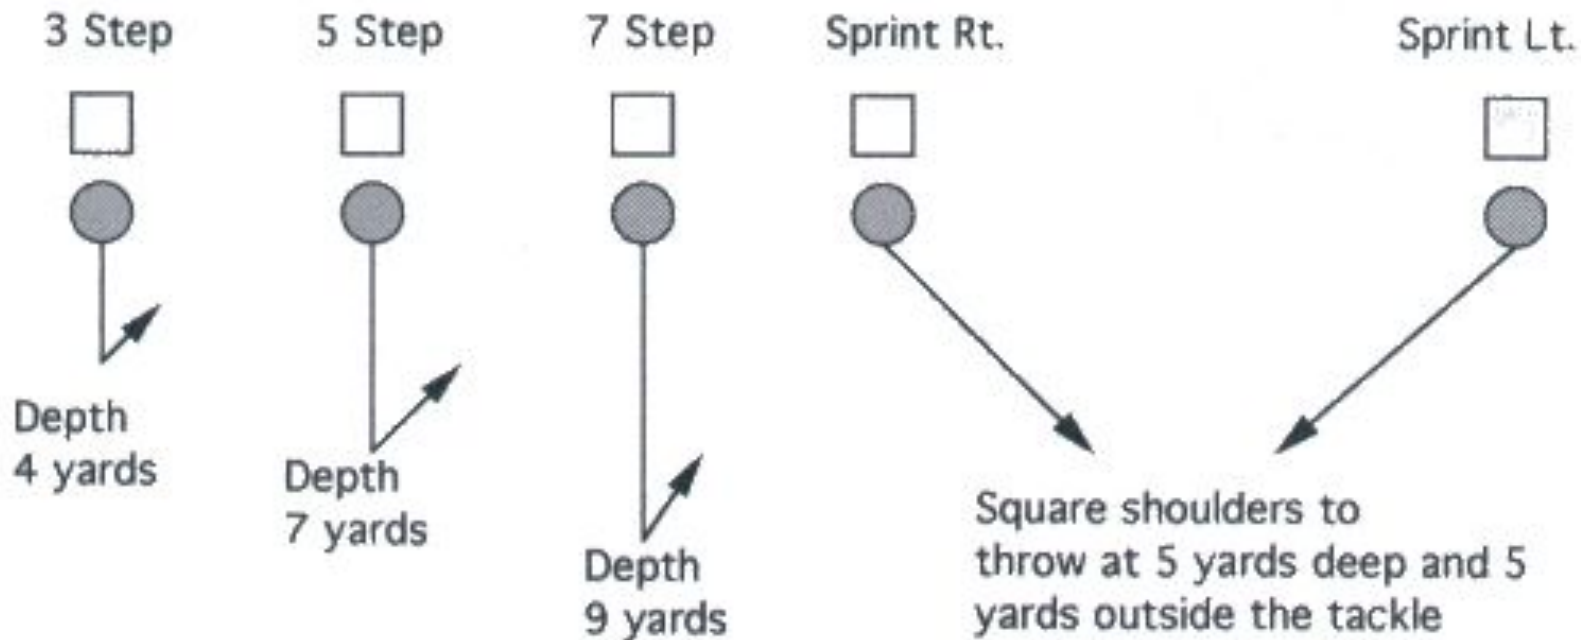 3 Step
5 Step
7 Step
Sprint Rt.
Sprint Lt.
Depth
4 yards
Depth
7 yards
Depth
9 yards
Square shoulders to
throw at 5 yards deep and 5
yards outside the tackle